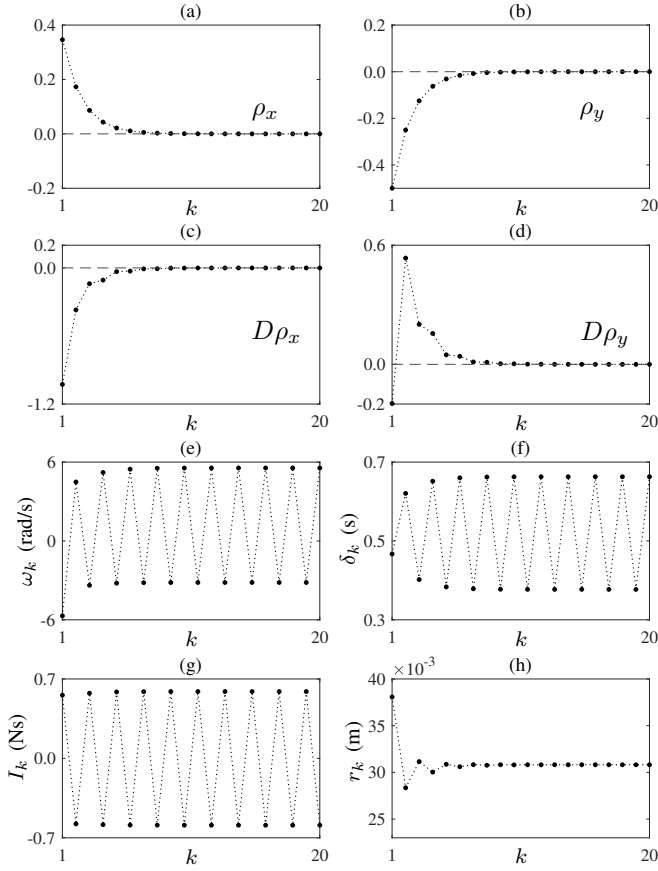 (a)
0.4
0.2
0.0
-0.2
1
20
k
ρx
(b)
0.2
0.0
-0.2
-0.4
1
20
k
ρy
(c)
0.2
0.0
-1.2
1
20
k
Dρx
(d)
0.6
0.0
-0.2
1
20
k
Dρy
(e)
6
0
-6
1
20
k
ωk (rad/s)
(f)
0.7
0.5
0.3
1
20
k
δk (s)
(g)
0.7
0.0
-0.7
1
20
k
Ik (Ns)
(h)
×10-3
40
35
30
25
1
20
k
rk (m)